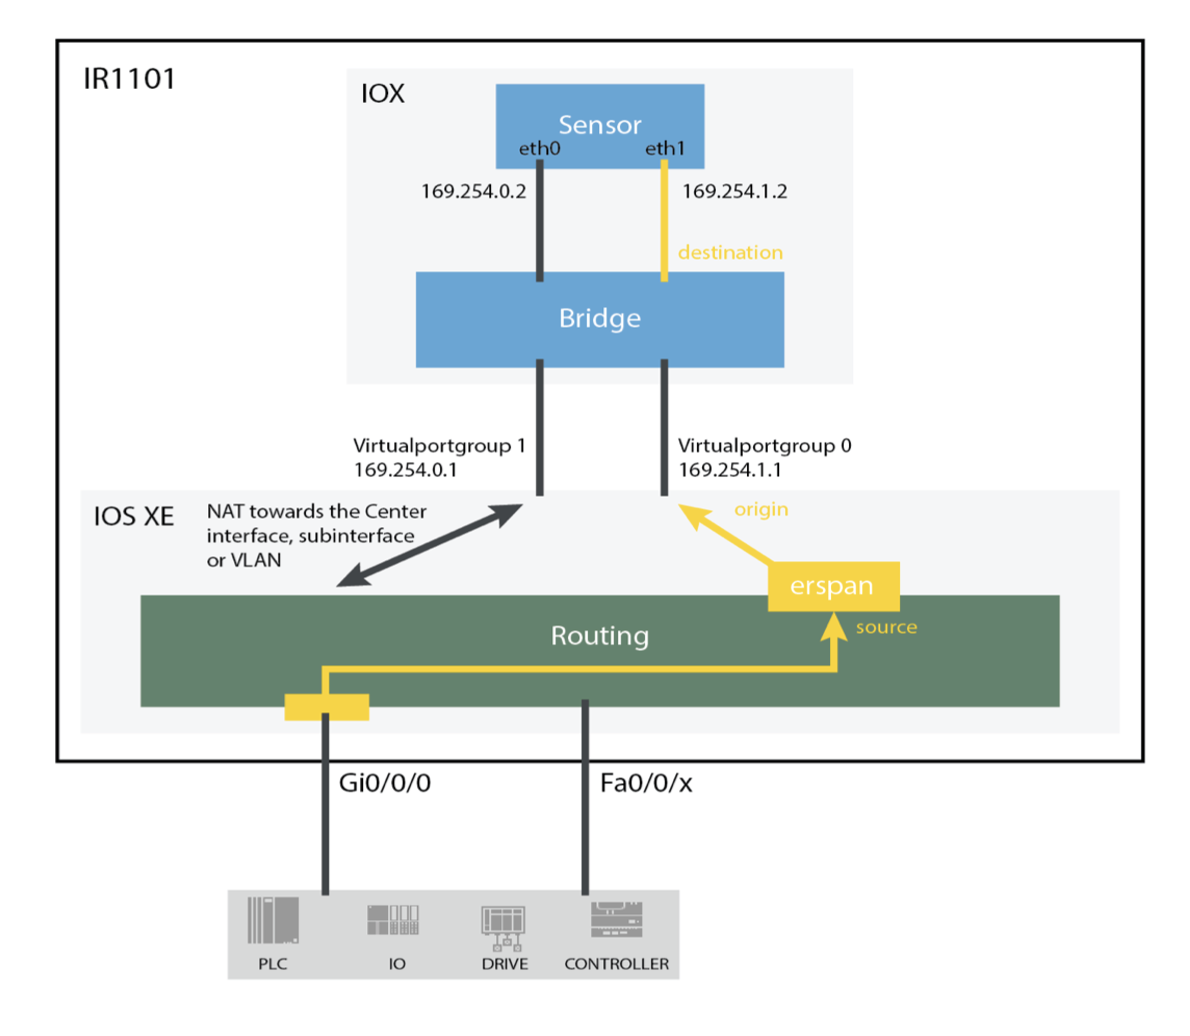 IR1101
IOX
Sensor
eth0
eth1
169.254.0.2
169.254.1.2
destination
Bridge
Virtualportgroup 1
169.254.0.1
Virtualportgroup 0
169.254.1.1
IOS XE
NAT towards the Center
interface, subinterface
or VLAN
origin
erspan
source
Routing
Gi0/0/0
Fa0/0/x
PLC
IO
DRIVE
CONTROLLER